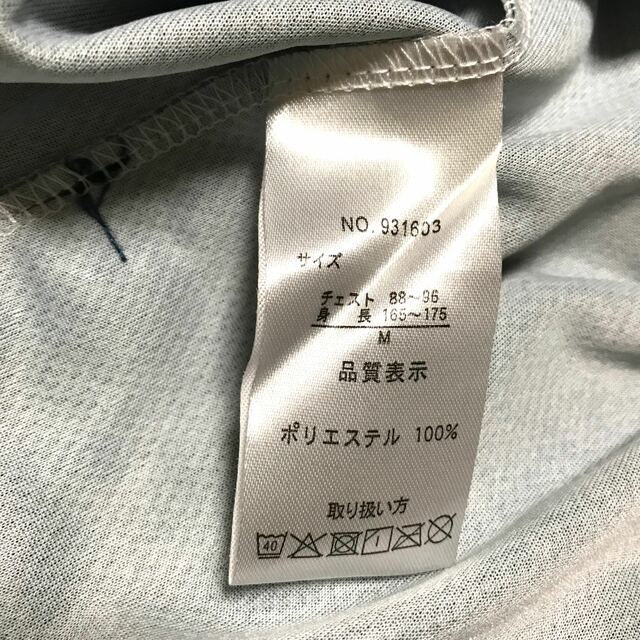 NO. 931603
サイズ
チェスト 88～96
身長 165～175
M
品質表示
ポリエステル 100%
取り扱い方
40
1